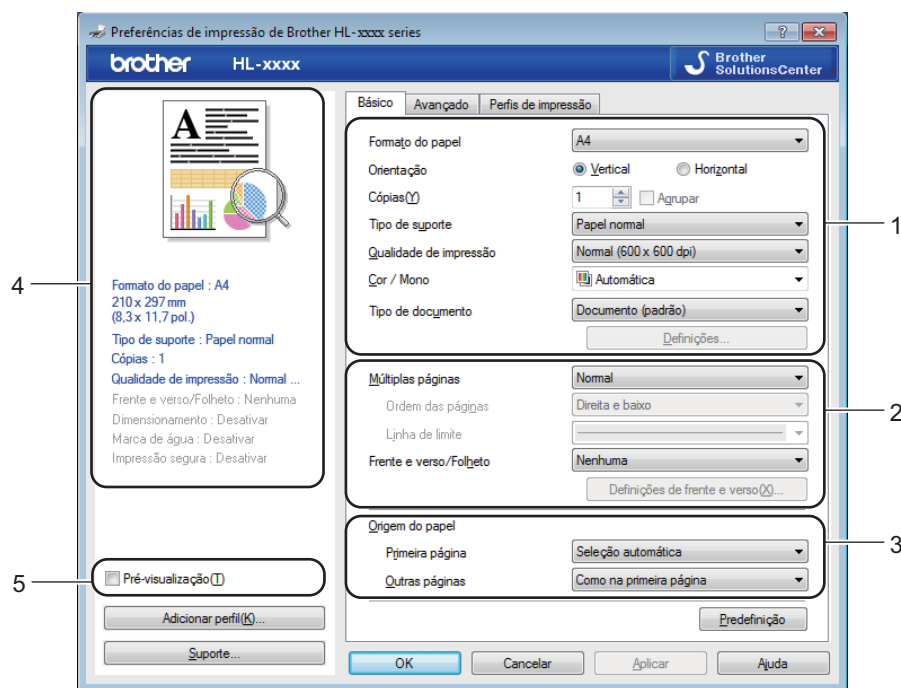 Preferências de impressão de Brother HL-xxxx series
brother HL-xxxx
Brother
SolutionsCenter
Básico Avançado Perfis de impressão
A
Formato do papel A4
Orientação Vertical Horizontal
Cópias(Y) 1 Agrupar
Tipo de suporte Papel normal
1
Qualidade de impressão Normal (600 x 600 dpi)
Cor / Mono Automática
Tipo de documento Documento (padrão)
Definições...
4
Formato do papel : A4
210 x 297 mm
(8,3 x 11,7 pol.)
Tipo de suporte : Papel normal
Cópias : 1
Qualidade de impressão : Normal ...
Frente e verso/Folheto : Nenhuma
Dimensionamento : Desativar
Marca de água : Desativar
Impressão segura : Desativar
Múltiplas páginas Normal
Ordem das páginas Direita e baixo
2
Linha de limite
Frente e verso/Folheto Nenhuma
Definições de frente e verso(X)...
Origem do papel
3
Primeira página Seleção automática
Outras páginas Como na primeira página
5
Pré-visualização(T)
Adicionar perfil(K)...
Predefinição
Suporte...
OK Cancelar Aplicar Ajuda